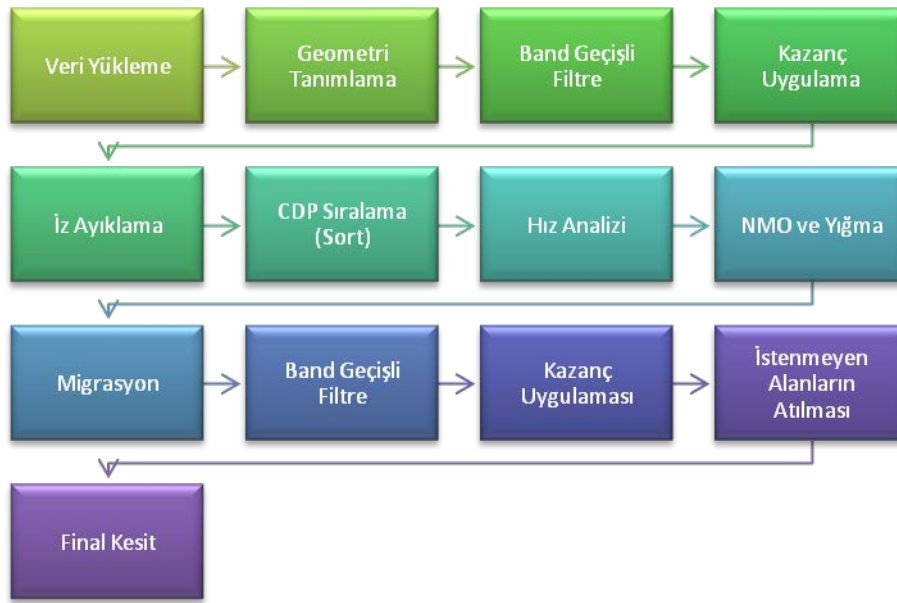 Veri Yükleme
Geometri
Tanımlama
Band Geçişli
Filtre
Kazanç
Uygulama
İz Ayıklama
CDP Sıralama
(Sort)
Hız Analizi
NMO ve Yığma
Migrasyon
Band Geçişli
Filtre
Kazanç
Uygulaması
İstenmeyen
Alanların
Atılması
Final Kesit